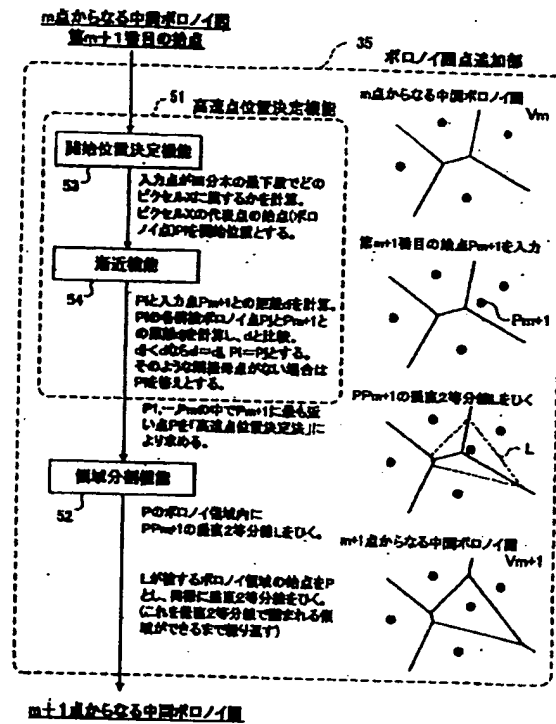 m点からなる中間ボロノイ図
第m+1番目の始点
35
ボロノイ図点追加部
51
高速点位置決定機能
m点からなる中間ボロノイ図
Vm
開始位置決定機能
53
入力点が四分木の最下層でどの
ピクセルXに属するかを計算。
ピクセルXの代表点の始点(ボロ
ノイ点)Piを開始位置とする。
第m+1番目の始点Pm+1を入力
Pm+1
漸近機能
54
Piと入力点Pm+1との距離dを計算。
Piの各隣接ボロノイ点PjとPm+1と
の距離djを計算し、dと比較。
dj<dならd=dj, Pi=Pjとする。
そのような隣接母点がない場合は
Piを答えとする。
PPm+1の垂直2等分線Lをひく
L
P1,…,Pmの中でPm+1に最も近
い点Pを「高速点位置決定法」に
より求める。
領域分割機能
52
Pのボロノイ領域内に
PPm+1の垂直2等分線Lをひく。
m+1点からなる中間ボロノイ図
Vm+1
Lが接するボロノイ領域の始点をP
とし、同様に垂直2等分線をひく。
(これを垂直2等分線で囲まれる領
域ができるまで繰り返す)
m+1点からなる中間ボロノイ図